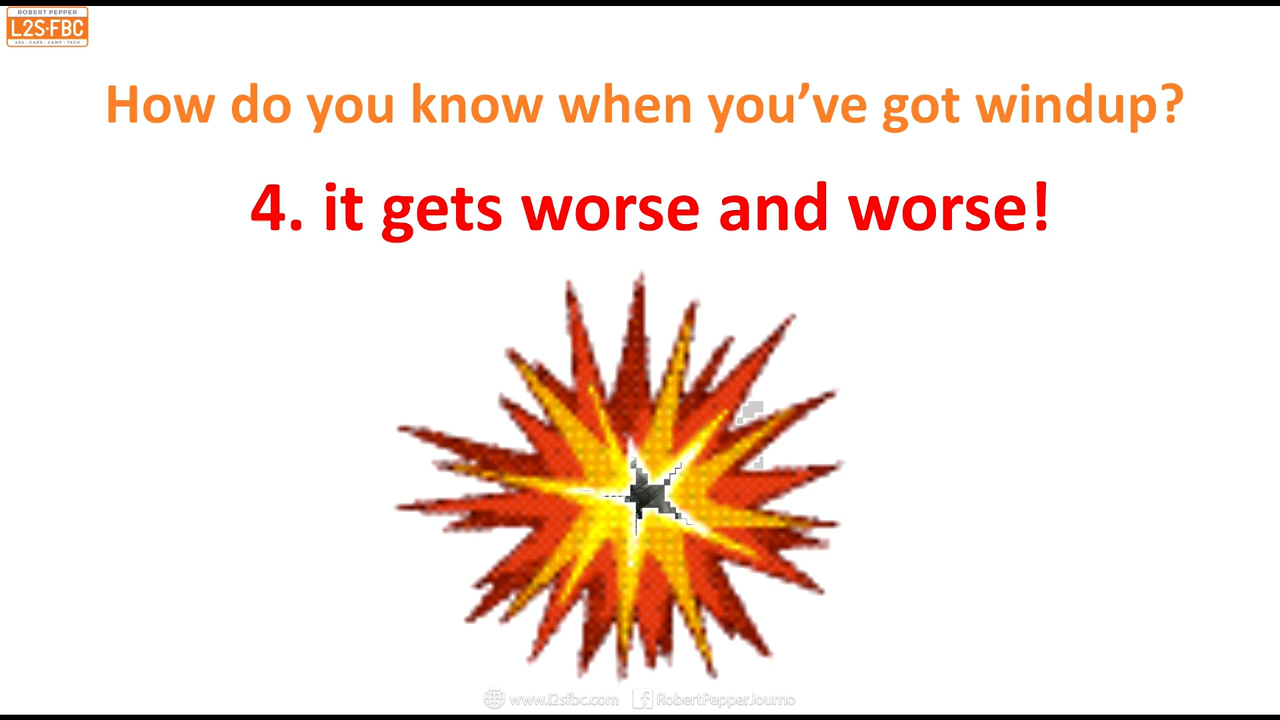 ROBERT PEPPER
L2S·FBC
4X4 · CARS · CAMP · TECH
How do you know when you’ve got windup?
4. it gets worse and worse!
www.l2sfbc.com RobertPepperJourno